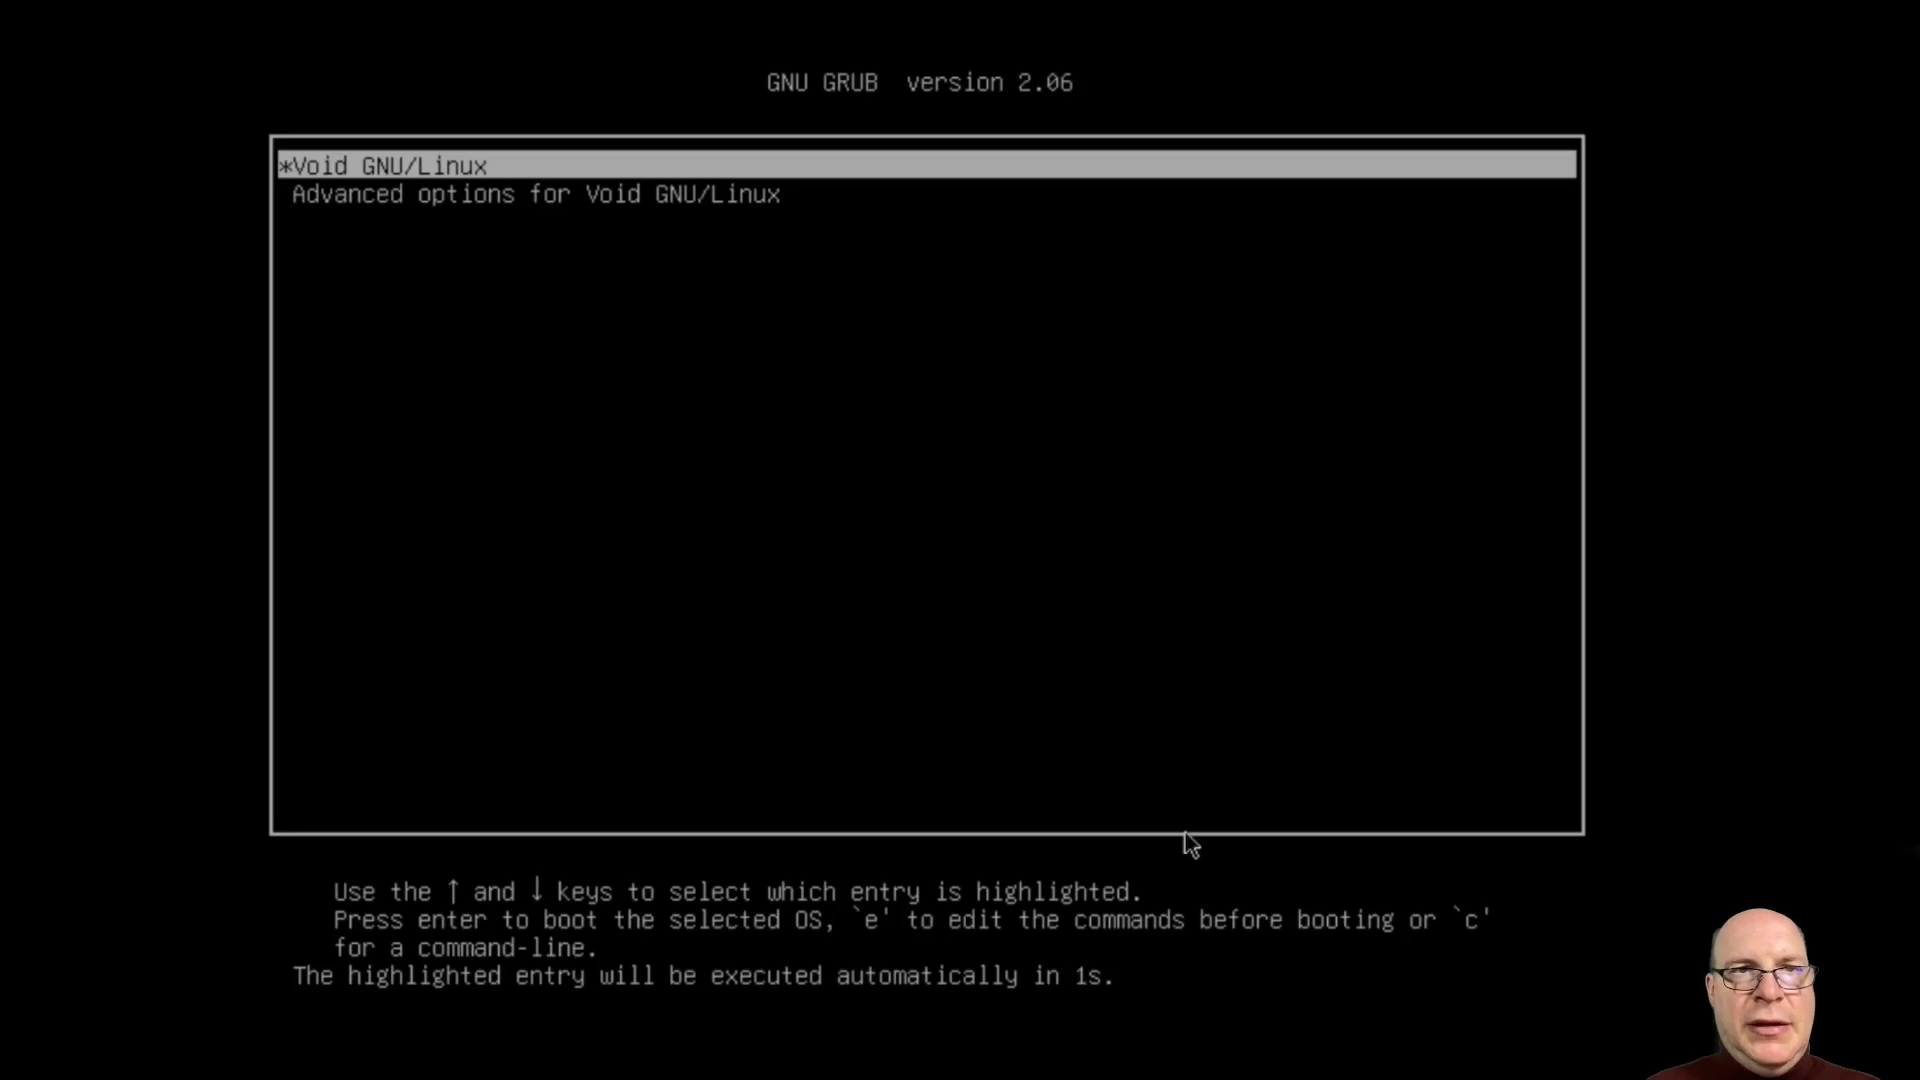 GNU GRUB  version 2.06
*Void GNU/Linux
Advanced options for Void GNU/Linux
Use the ↑ and ↓ keys to select which entry is highlighted.
Press enter to boot the selected OS, `e' to edit the commands before booting or `c'
for a command-line.
The highlighted entry will be executed automatically in 1s.